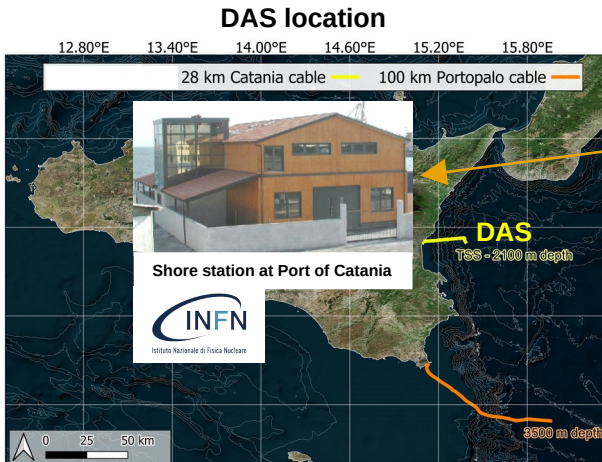 DAS location
12.80°E 13.40°E 14.00°E 14.60°E 15.20°E 15.80°E
28 km Catania cable 100 km Portopalo cable
DAS
TSS - 2100 m depth
Shore station at Port of Catania
INFN
Istituto Nazionale di Fisica Nucleare
3500 m depth
0 25 50 km